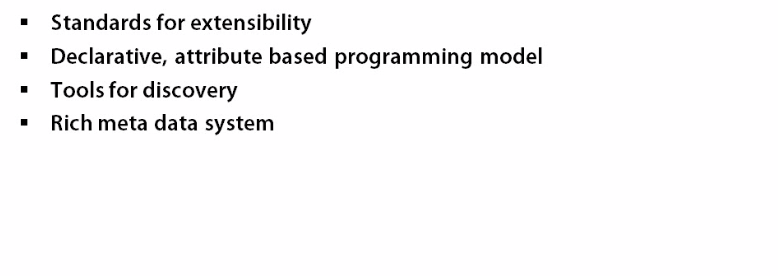 ▪ Standards for extensibility
▪ Declarative, attribute based programming model
▪ Tools for discovery
▪ Rich meta data system